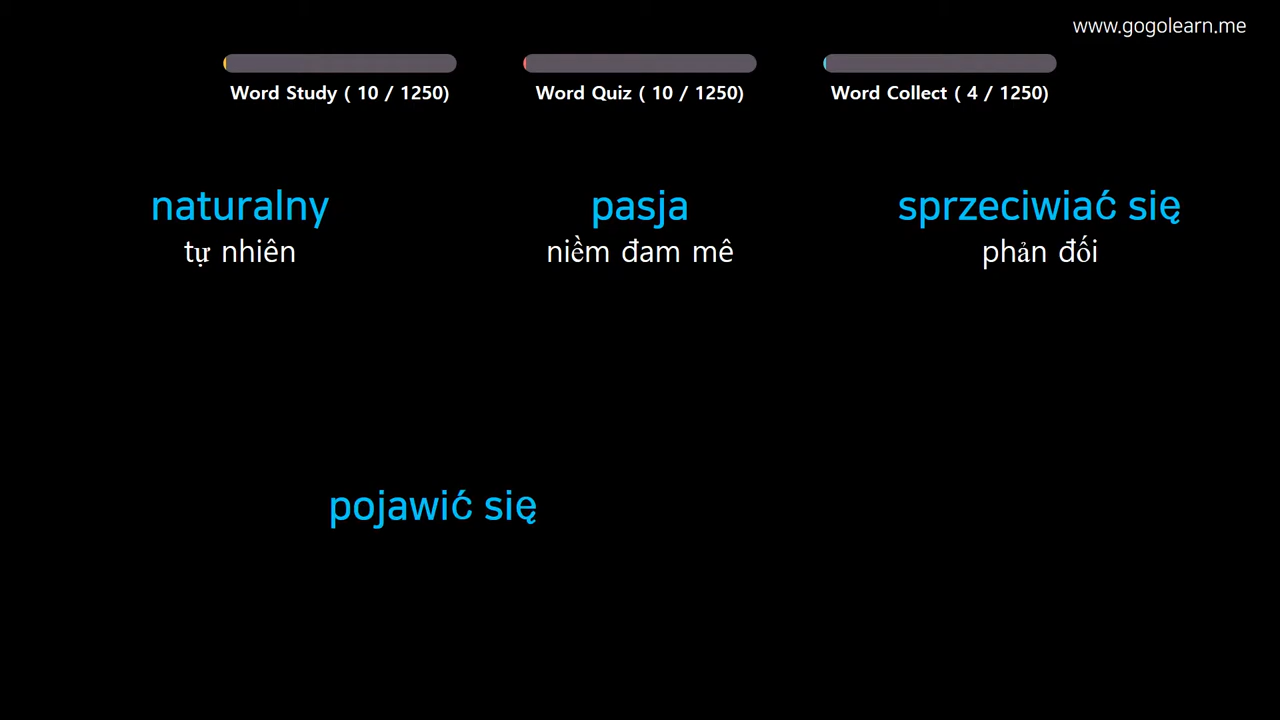 www.gogolearn.me
Word Study ( 10 / 1250)
Word Quiz ( 10 / 1250)
Word Collect ( 4 / 1250)
naturalny
tự nhiên
pasja
niềm đam mê
sprzeciwiać się
phản đối
pojawić się